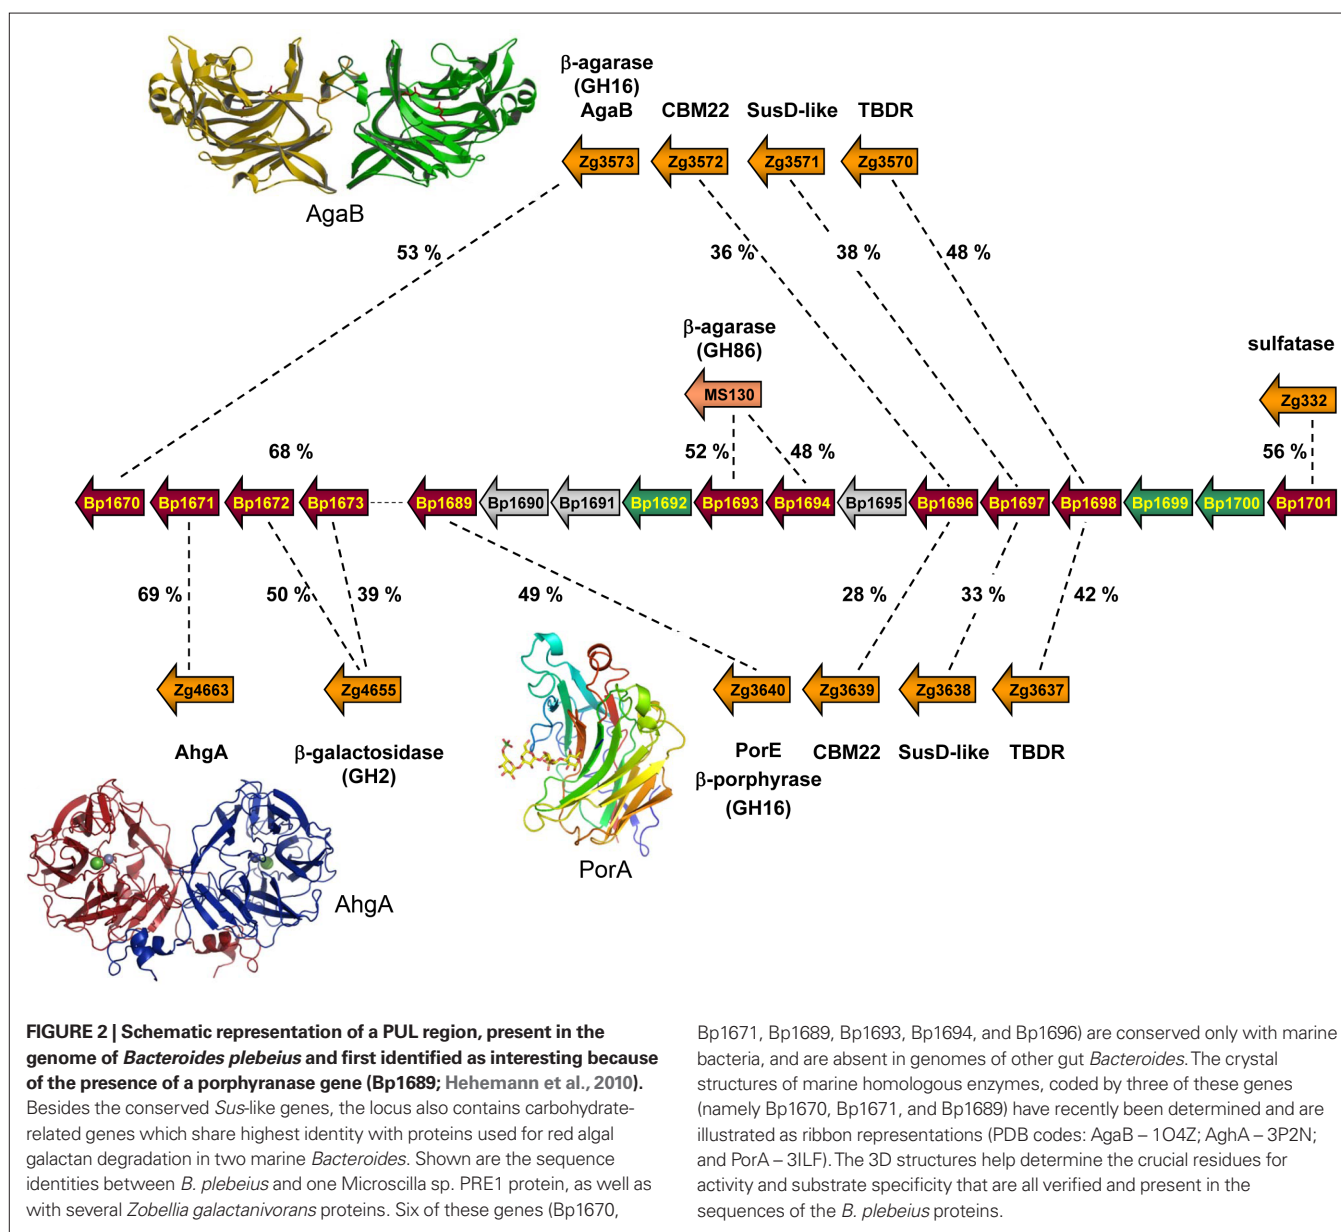 β-agarase
(GH16)
AgaB CBM22 SusD-like TBDR
Zg3573 Zg3572 Zg3571 Zg3570
AgaB
53 % 36 % 38 % 48 %
β-agarase
(GH86)
sulfatase
MS130
Zg332
68 % 52 % 48 % 56 %
Bp1670 Bp1671 Bp1672 Bp1673 Bp1689 Bp1690 Bp1691 Bp1692 Bp1693 Bp1694 Bp1695 Bp1696 Bp1697 Bp1698 Bp1699 Bp1700 Bp1701
69 % 50 % 39 % 49 % 28 % 33 % 42 %
Zg4663 Zg4655 Zg3640 Zg3639 Zg3638 Zg3637
AhgA β-galactosidase
(GH2)
PorE CBM22 SusD-like TBDR
β-porphyrase
(GH16)
PorA
AhgA
FIGURE 2 | Schematic representation of a PUL region, present in the
genome of Bacteroides plebeius and first identified as interesting because
of the presence of a porphyranase gene (Bp1689; Hehemann et al., 2010).
Besides the conserved Sus-like genes, the locus also contains carbohydrate-
related genes which share highest identity with proteins used for red algal
galactan degradation in two marine Bacteroides. Shown are the sequence
identities between B. plebeius and one Microscilla sp. PRE1 protein, as well as
with several Zobellia galactanivorans proteins. Six of these genes (Bp1670,
Bp1671, Bp1689, Bp1693, Bp1694, and Bp1696) are conserved only with marine
bacteria, and are absent in genomes of other gut Bacteroides. The crystal
structures of marine homologous enzymes, coded by three of these genes
(namely Bp1670, Bp1671, and Bp1689) have recently been determined and are
illustrated as ribbon representations (PDB codes: AgaB – 1O4Z; AghA – 3P2N;
and PorA – 3ILF). The 3D structures help determine the crucial residues for
activity and substrate specificity that are all verified and present in the
sequences of the B. plebeius proteins.